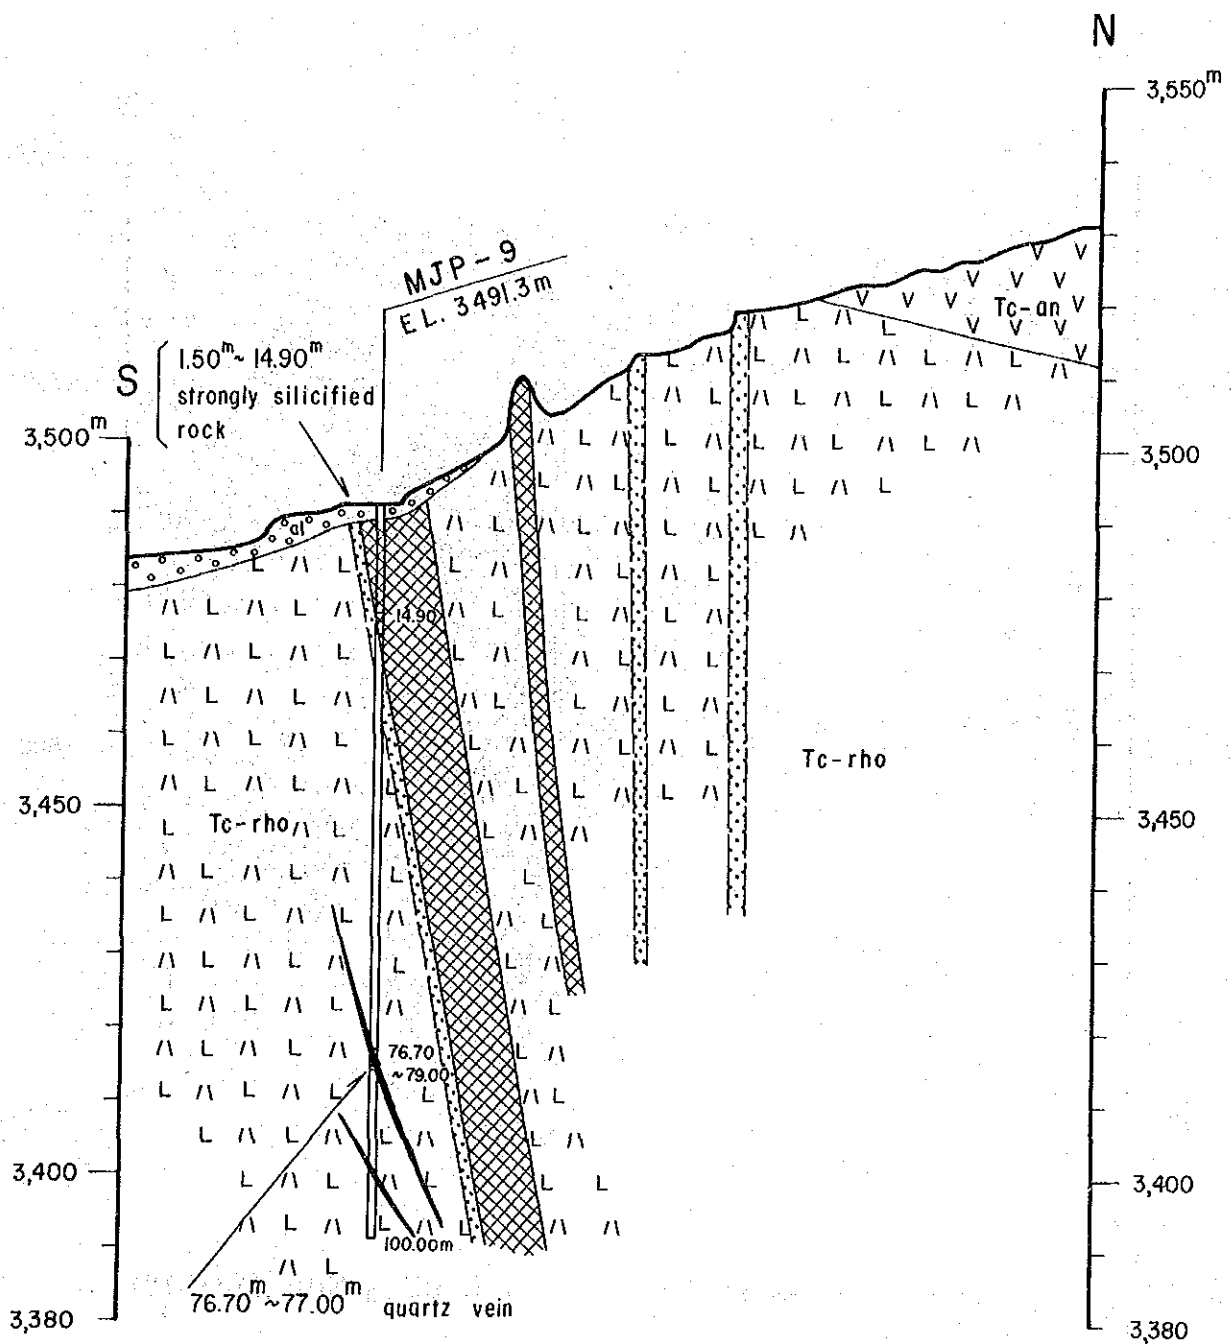 N
3,550m
MJP-9
EL. 3491.3m
1.50m~14.90m
strongly silicified
rock
S
Tc-an
3,500m
3,500
al
14.90
Tc-rho
3,450
Tc-rho
3,450
76.70
~79.00
3,400
3,400
100.00m
76.70m~77.00m quartz vein
3,380
3,380